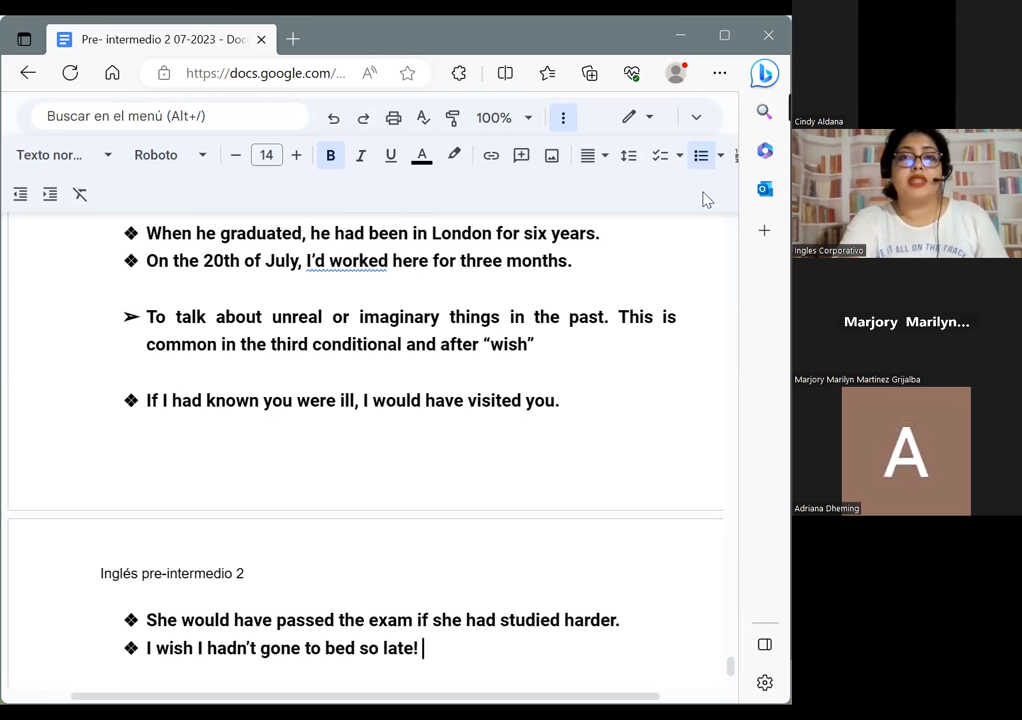 Pre- intermedio 2 07-2023 - Doc
https://docs.google.com/...
Buscar en el menú (Alt+/)
100%
Texto nor...
Roboto
14
B
I
U
A
When he graduated, he had been in London for six years.
On the 20th of July, I'd worked here for three months.
To talk about unreal or imaginary things in the past. This is
common in the third conditional and after “wish”
If I had known you were ill, I would have visited you.
Inglés pre-intermedio 2
She would have passed the exam if she had studied harder.
I wish I hadn't gone to bed so late!
Cindy Aldana
IT ALL ON THE TRACK
Ingles Corporativo
Marjory Marilyn...
Marjory Marilyn Martinez Grijalba
A
Adriana Dheming